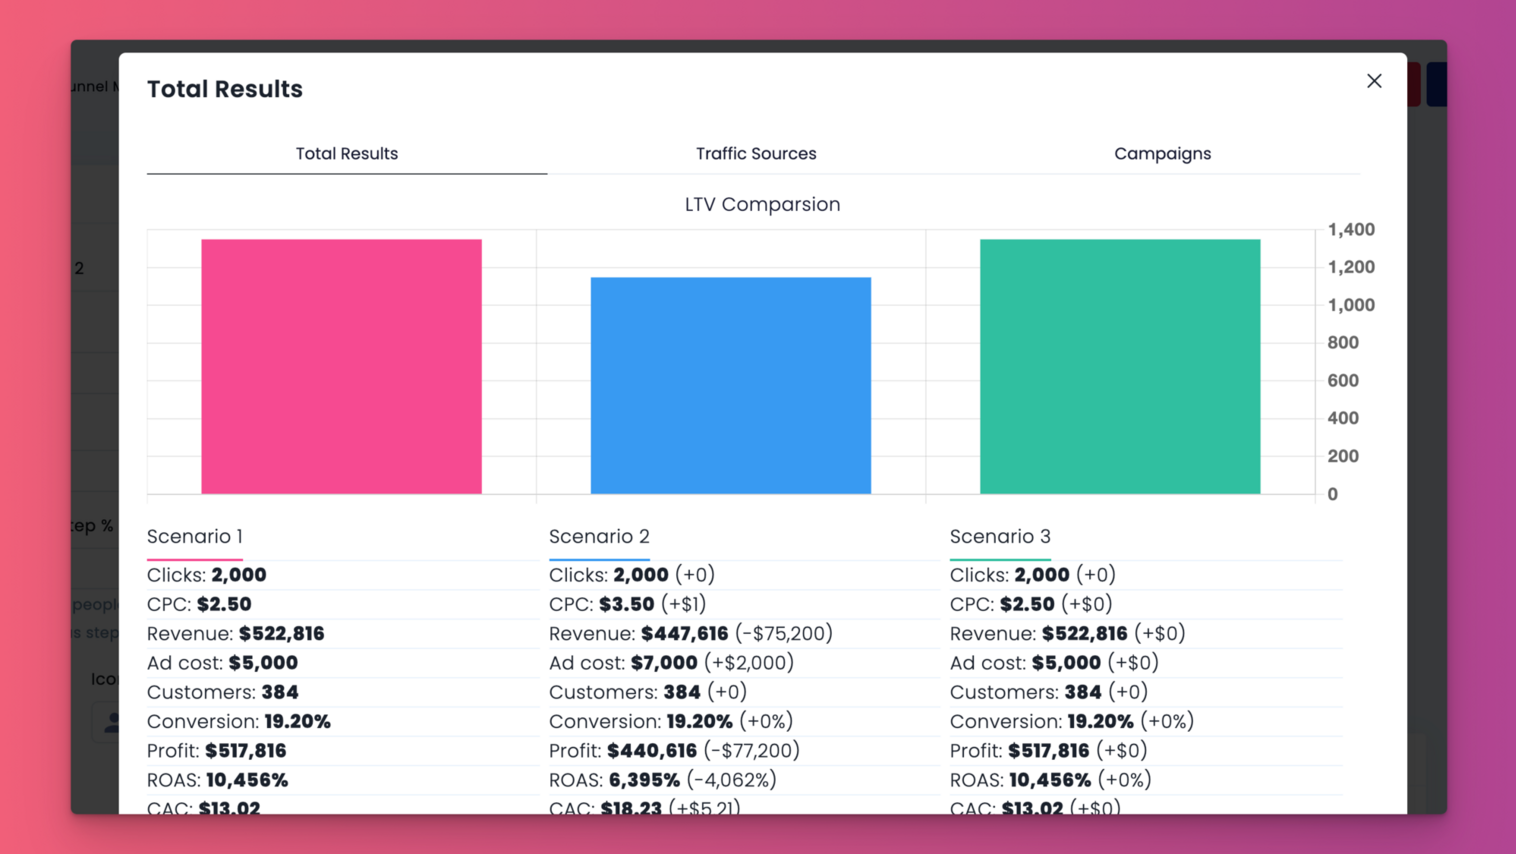 Total Results
Total Results
Traffic Sources
Campaigns
LTV Comparsion
1,400
1,200
1,000
800
600
400
200
0
2
tep %
Scenario 1
Clicks: 2,000
CPC: $2.50
Revenue: $522,816
Ad cost: $5,000
Customers: 384
Conversion: 19.20%
Profit: $517,816
ROAS: 10,456%
CAC: $13.02
Scenario 2
Clicks: 2,000 (+0)
CPC: $3.50 (+$1)
Revenue: $447,616 (-$75,200)
Ad cost: $7,000 (+$2,000)
Customers: 384 (+0)
Conversion: 19.20% (+0%)
Profit: $440,616 (-$77,200)
ROAS: 6,395% (-4,062%)
CAC: $18.23 (+$5.21)
Scenario 3
Clicks: 2,000 (+0)
CPC: $2.50 (+$0)
Revenue: $522,816 (+$0)
Ad cost: $5,000 (+$0)
Customers: 384 (+0)
Conversion: 19.20% (+0%)
Profit: $517,816 (+$0)
ROAS: 10,456% (+0%)
CAC: $13.02 (+$0)